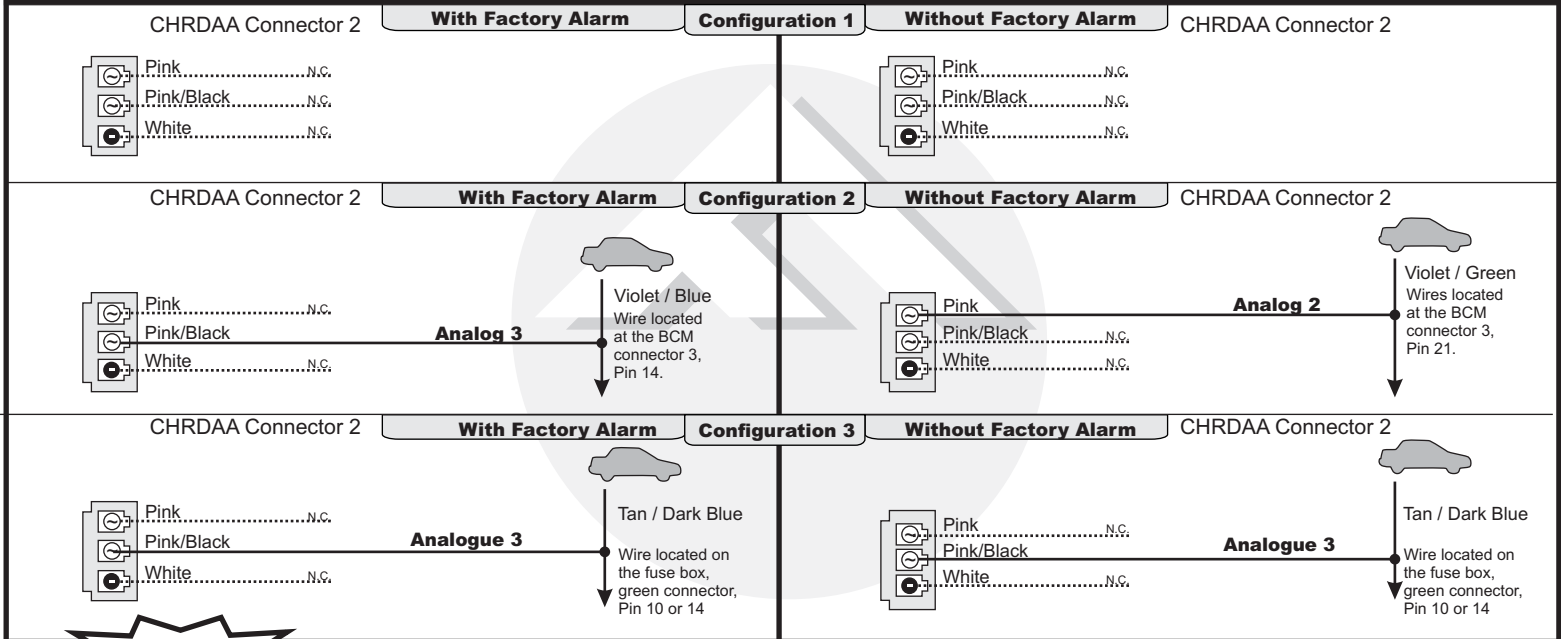 CHRDAA Connector 2 With Factory Alarm Configuration 1 Without Factory Alarm CHRDAA Connector 2
Pink N.C.
Pink/Black N.C.
White N.C.
Pink N.C.
Pink/Black N.C.
White N.C.
CHRDAA Connector 2 With Factory Alarm Configuration 2 Without Factory Alarm CHRDAA Connector 2
Pink N.C.
Pink/Black Analog 3
White N.C.
Violet / Blue
Wire located
at the BCM
connector 3,
Pin 14.
Pink Analog 2
Pink/Black N.C.
White N.C.
Violet / Green
Wires located
at the BCM
connector 3,
Pin 21.
CHRDAA Connector 2 With Factory Alarm Configuration 3 Without Factory Alarm CHRDAA Connector 2
Pink N.C.
Pink/Black Analogue 3
White N.C.
Tan / Dark Blue
Wire located on
the fuse box,
green connector,
Pin 10 or 14
Pink N.C.
Pink/Black Analogue 3
White N.C.
Tan / Dark Blue
Wire located on
the fuse box,
green connector,
Pin 10 or 14